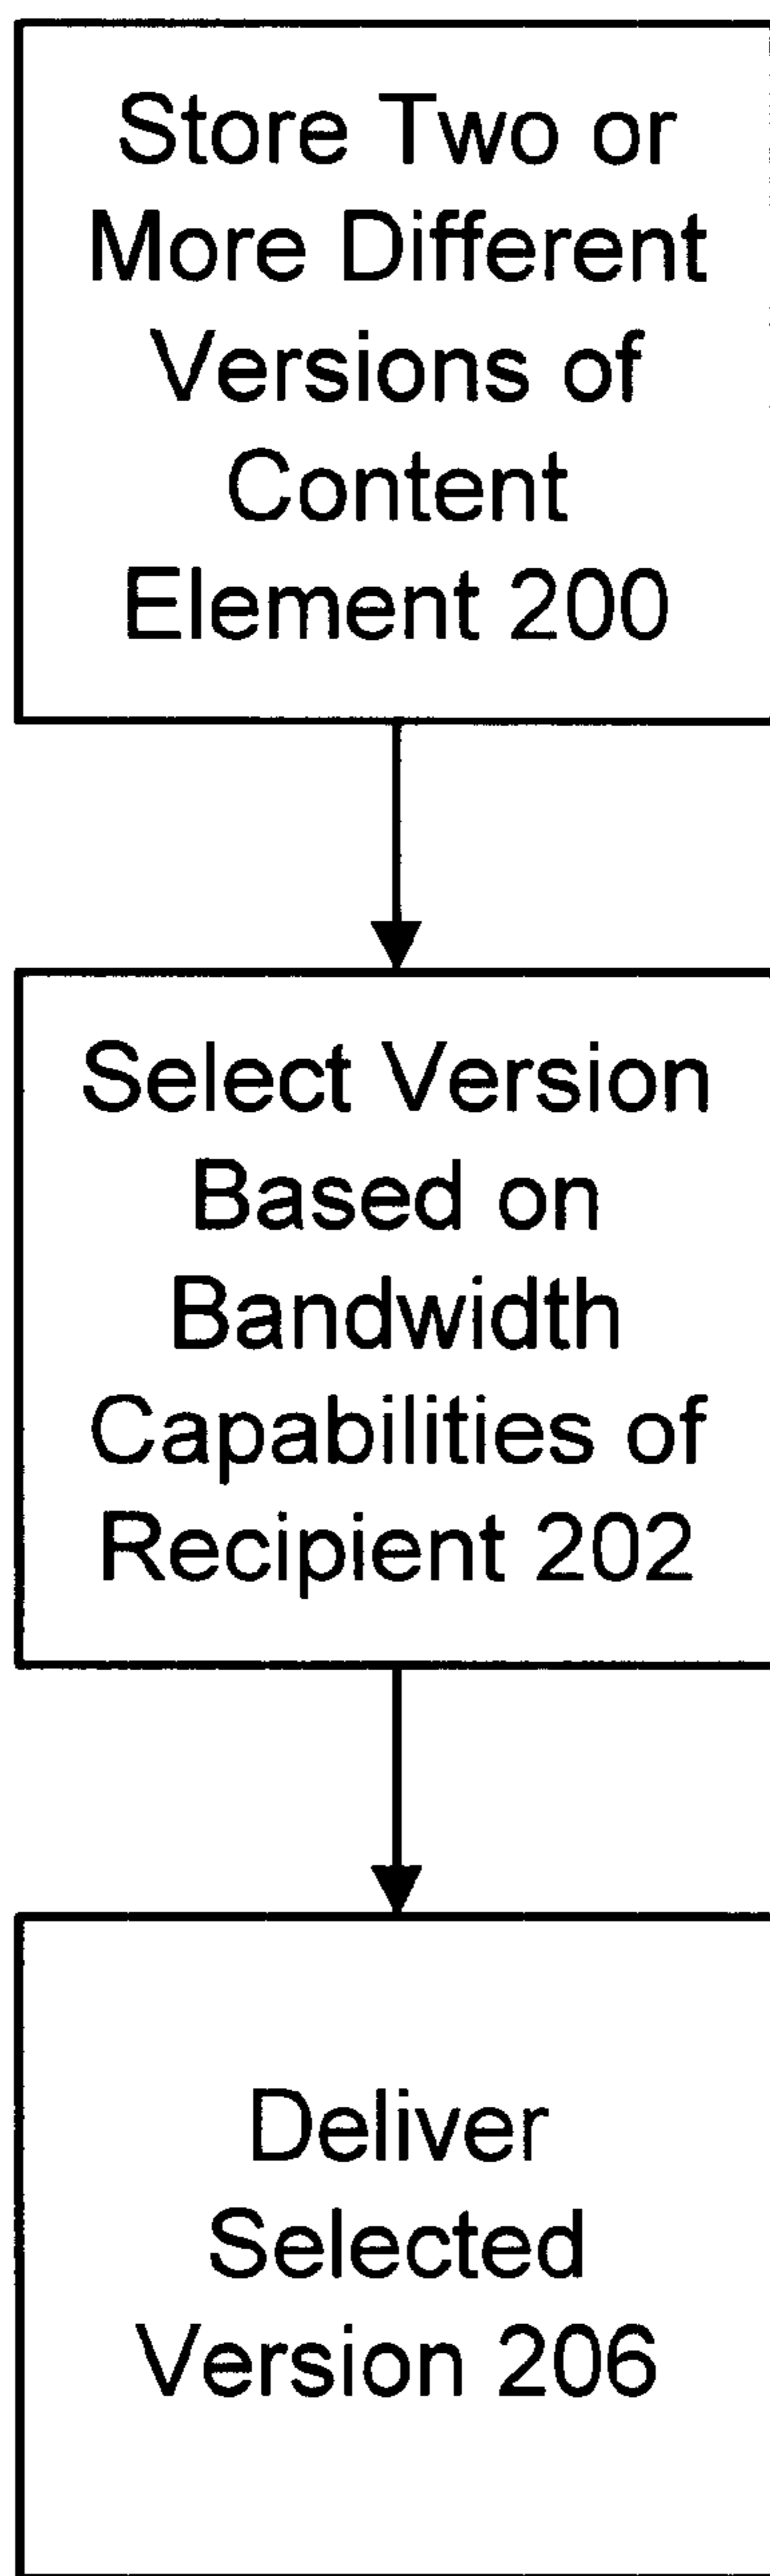 Store Two or
More Different
Versions of
Content
Element 200
Select Version
Based on
Bandwidth
Capabilities of
Recipient 202
Deliver
Selected
Version 206